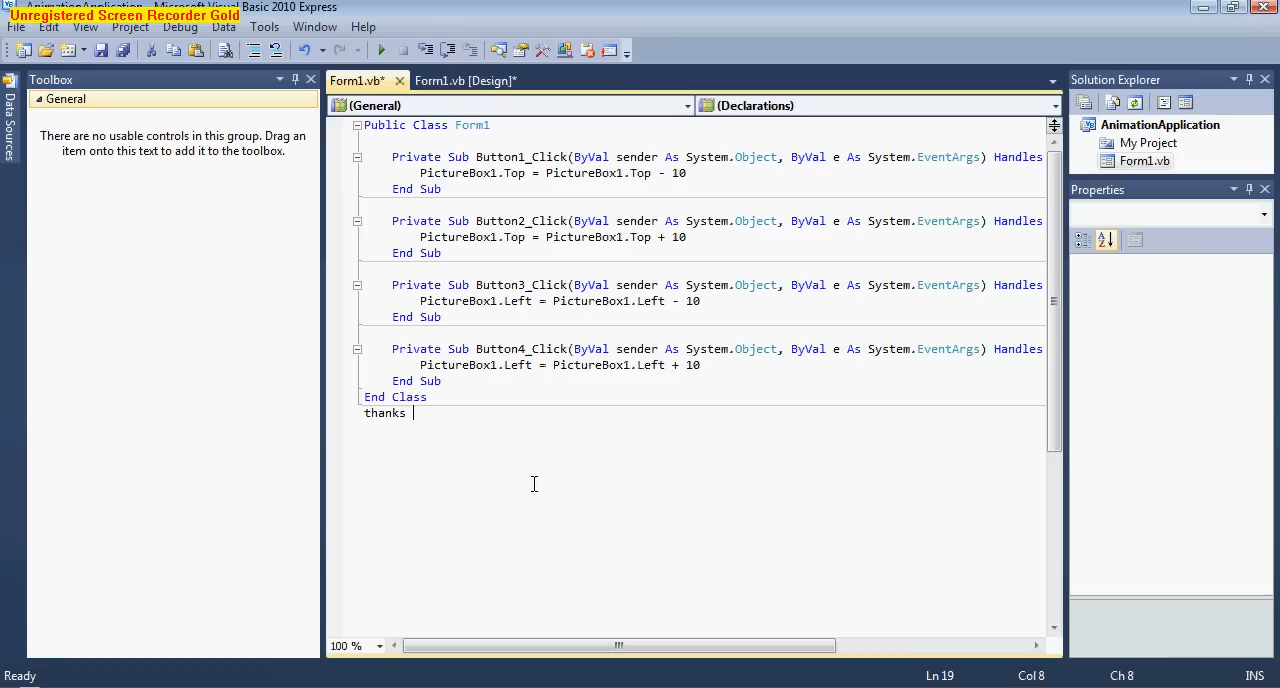 AnimationApplication - Microsoft Visual Basic 2010 Express
Unregistered Screen Recorder Gold
File Edit View Project Debug Data Tools Window Help
Data Sources
Toolbox
General
There are no usable controls in this group. Drag an
item onto this text to add it to the toolbox.
Form1.vb* Form1.vb [Design]*
(General) (Declarations)
Public Class Form1
Private Sub Button1_Click(ByVal sender As System.Object, ByVal e As System.EventArgs) Handles
PictureBox1.Top = PictureBox1.Top - 10
End Sub
Private Sub Button2_Click(ByVal sender As System.Object, ByVal e As System.EventArgs) Handles
PictureBox1.Top = PictureBox1.Top + 10
End Sub
Private Sub Button3_Click(ByVal sender As System.Object, ByVal e As System.EventArgs) Handles
PictureBox1.Left = PictureBox1.Left - 10
End Sub
Private Sub Button4_Click(ByVal sender As System.Object, ByVal e As System.EventArgs) Handles
PictureBox1.Left = PictureBox1.Left + 10
End Sub
End Class
thanks
100 %
Solution Explorer
AnimationApplication
My Project
Form1.vb
Properties
Ready Ln 19 Col 8 Ch 8 INS